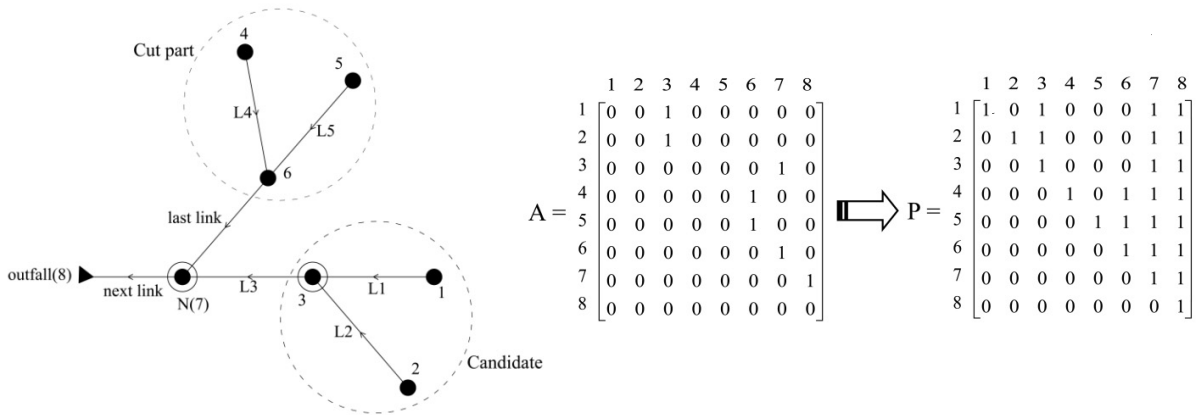 4
Cut part
5
L4
L5
6
last link
outfall(8)
next link
N(7)
L3
3
L1
1
L2
2
Candidate
A =
1 2 3 4 5 6 7 8
1 0 0 1 0 0 0 0 0
2 0 0 1 0 0 0 0 0
3 0 0 0 0 0 0 1 0
4 0 0 0 0 0 1 0 0
5 0 0 0 0 0 1 0 0
6 0 0 0 0 0 0 1 0
7 0 0 0 0 0 0 0 1
8 0 0 0 0 0 0 0 0
P =
1 2 3 4 5 6 7 8
1 1 0 1 0 0 0 1 1
2 0 1 1 0 0 0 1 1
3 0 0 1 0 0 0 1 1
4 0 0 0 1 0 1 1 1
5 0 0 0 0 1 1 1 1
6 0 0 0 0 0 1 1 1
7 0 0 0 0 0 0 1 1
8 0 0 0 0 0 0 0 1